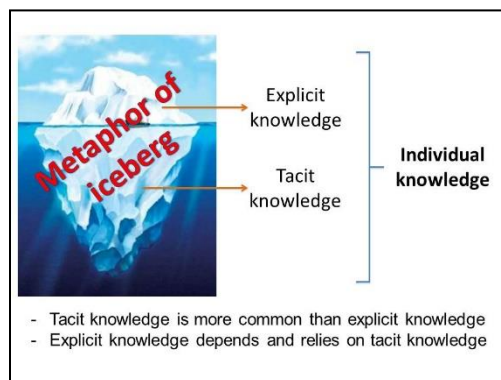 Metaphor of
iceberg
Explicit
knowledge
Tacit
knowledge
Individual
knowledge
- Tacit knowledge is more common than explicit knowledge
- Explicit knowledge depends and relies on tacit knowledge